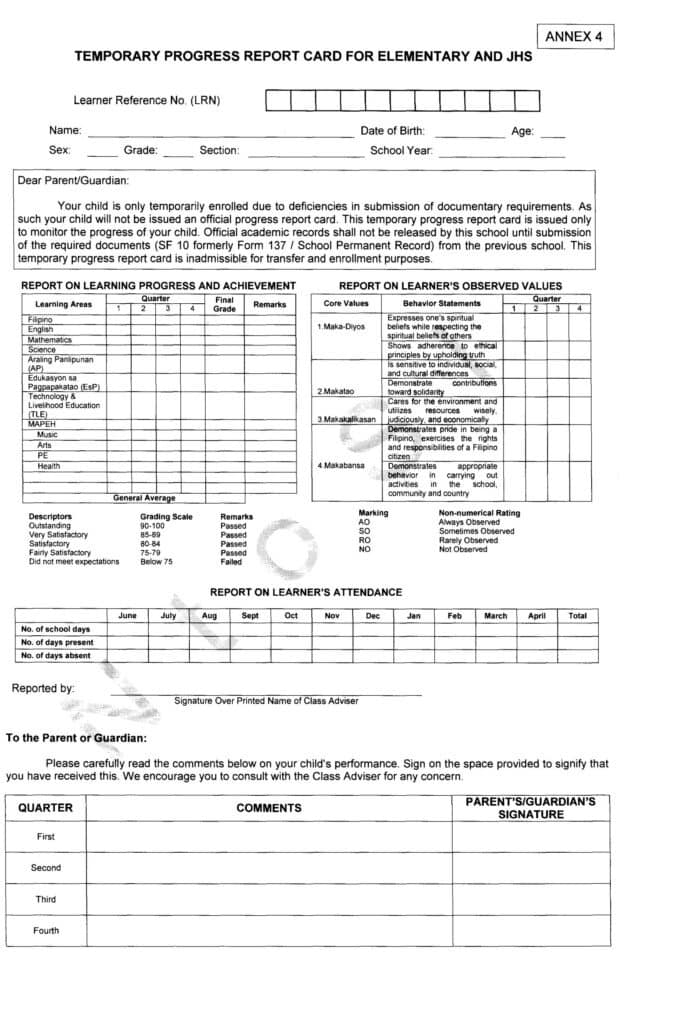 ANNEX 4
TEMPORARY PROGRESS REPORT CARD FOR ELEMENTARY AND JHS
Learner Reference No. (LRN)
Name: Date of Birth: Age:
Sex: Grade: Section: School Year:
Dear Parent/Guardian:
Your child is only temporarily enrolled due to deficiencies in submission of documentary requirements. As
such your child will not be issued an official progress report card. This temporary progress report card is issued only
to monitor the progress of your child. Official academic records shall not be released by this school until submission
of the required documents (SF 10 formerly Form 137 / School Permanent Record) from the previous school. This
temporary progress report card is inadmissible for transfer and enrollment purposes.
REPORT ON LEARNING PROGRESS AND ACHIEVEMENT
Learning Areas Quarter Final Grade Remarks
1 2 3 4
Filipino
English
Mathematics
Science
Araling Panlipunan
(AP)
Edukasyon sa
Pagpapakatao (EsP)
Technology &
Livelihood Education
(TLE)
MAPEH
Music
Arts
PE
Health
General Average
REPORT ON LEARNER'S OBSERVED VALUES
Core Values Behavior Statements Quarter
1 2 3 4
1.Maka-Diyos
Expresses one's spiritual
beliefs while respecting the
spiritual beliefs of others
Shows adherence to ethical
principles by upholding truth
2.Makatao
Is sensitive to individual, social,
and cultural differences
Demonstrate contributions
toward solidarity
3.Makakalikasan
Cares for the environment and
utilizes resources wisely,
judiciously, and economically
4.Makabansa
Demonstrates pride in being a
Filipino, exercises the rights
and responsibilities of a Filipino
citizen
Demonstrates appropriate
behavior in carrying out
activities in the school,
community and country
Descriptors Grading Scale Remarks
Outstanding 90-100 Passed
Very Satisfactory 85-89 Passed
Satisfactory 80-84 Passed
Fairly Satisfactory 75-79 Passed
Did not meet expectations Below 75 Failed
Marking Non-numerical Rating
AO Always Observed
SO Sometimes Observed
RO Rarely Observed
NO Not Observed
REPORT ON LEARNER'S ATTENDANCE
June July Aug Sept Oct Nov Dec Jan Feb March April Total
No. of school days
No. of days present
No. of days absent
Reported by:
Signature Over Printed Name of Class Adviser
To the Parent or Guardian:
Please carefully read the comments below on your child's performance. Sign on the space provided to signify that
you have received this. We encourage you to consult with the Class Adviser for any concern.
QUARTER COMMENTS PARENT'S/GUARDIAN'S SIGNATURE
First
Second
Third
Fourth